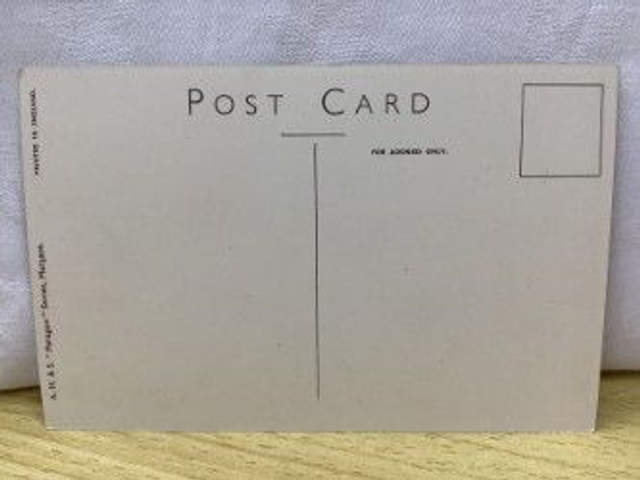 POST CARD
FOR ADDRESS ONLY.
PRINTED IN ENGLAND.
A. H. & S. "Paragon" Series, Margate.